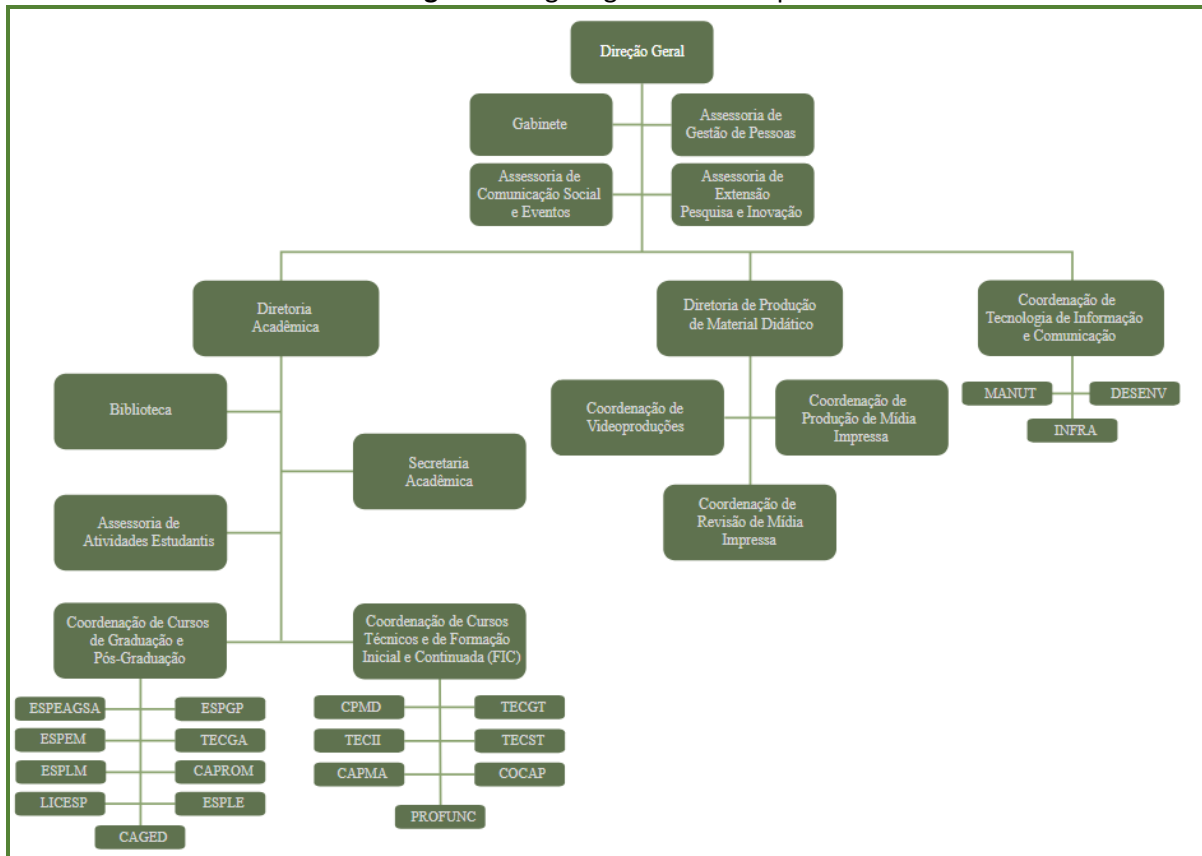 Direção Geral
Gabinete
Assessoria de
Gestão de Pessoas
Assessoria de
Comunicação Social
e Eventos
Assessoria de
Extensão
Pesquisa e Inovação
Diretoria
Acadêmica
Diretoria de Produção
de Material Didático
Coordenação de
Tecnologia de Informação
e Comunicação
MANUT
DESENV
INFRA
Biblioteca
Coordenação de
Videoproduções
Coordenação de
Produção de Mídia
Impressa
Secretaria
Acadêmica
Coordenação de
Revisão de Mídia
Impressa
Assessoria de
Atividades Estudantis
Coordenação de Cursos
de Graduação e
Pós-Graduação
Coordenação de Cursos
Técnicos e de Formação
Inicial e Continuada (FIC)
ESPEAGSA
ESPGP
ESPEM
TECGA
ESPLM
CAPROM
LICESP
ESPLE
CAGED
CPMD
TECGT
TECII
TECST
CAPMA
COCAP
PROFUNC